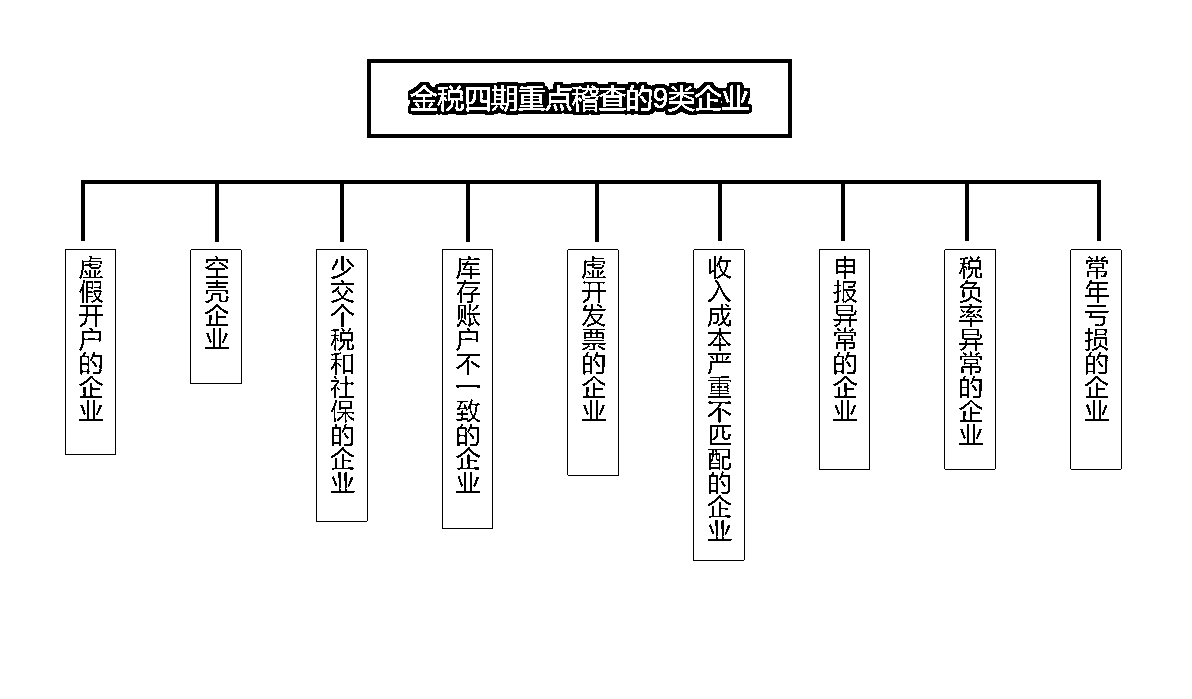 金税四期重点稽查的9类企业
虚假开户的企业
空壳企业
少交个税和社保的企业
库存账户不一致的企业
虚开发票的企业
收入成本严重不匹配的企业
申报异常的企业
税负率异常的企业
常年亏损的企业